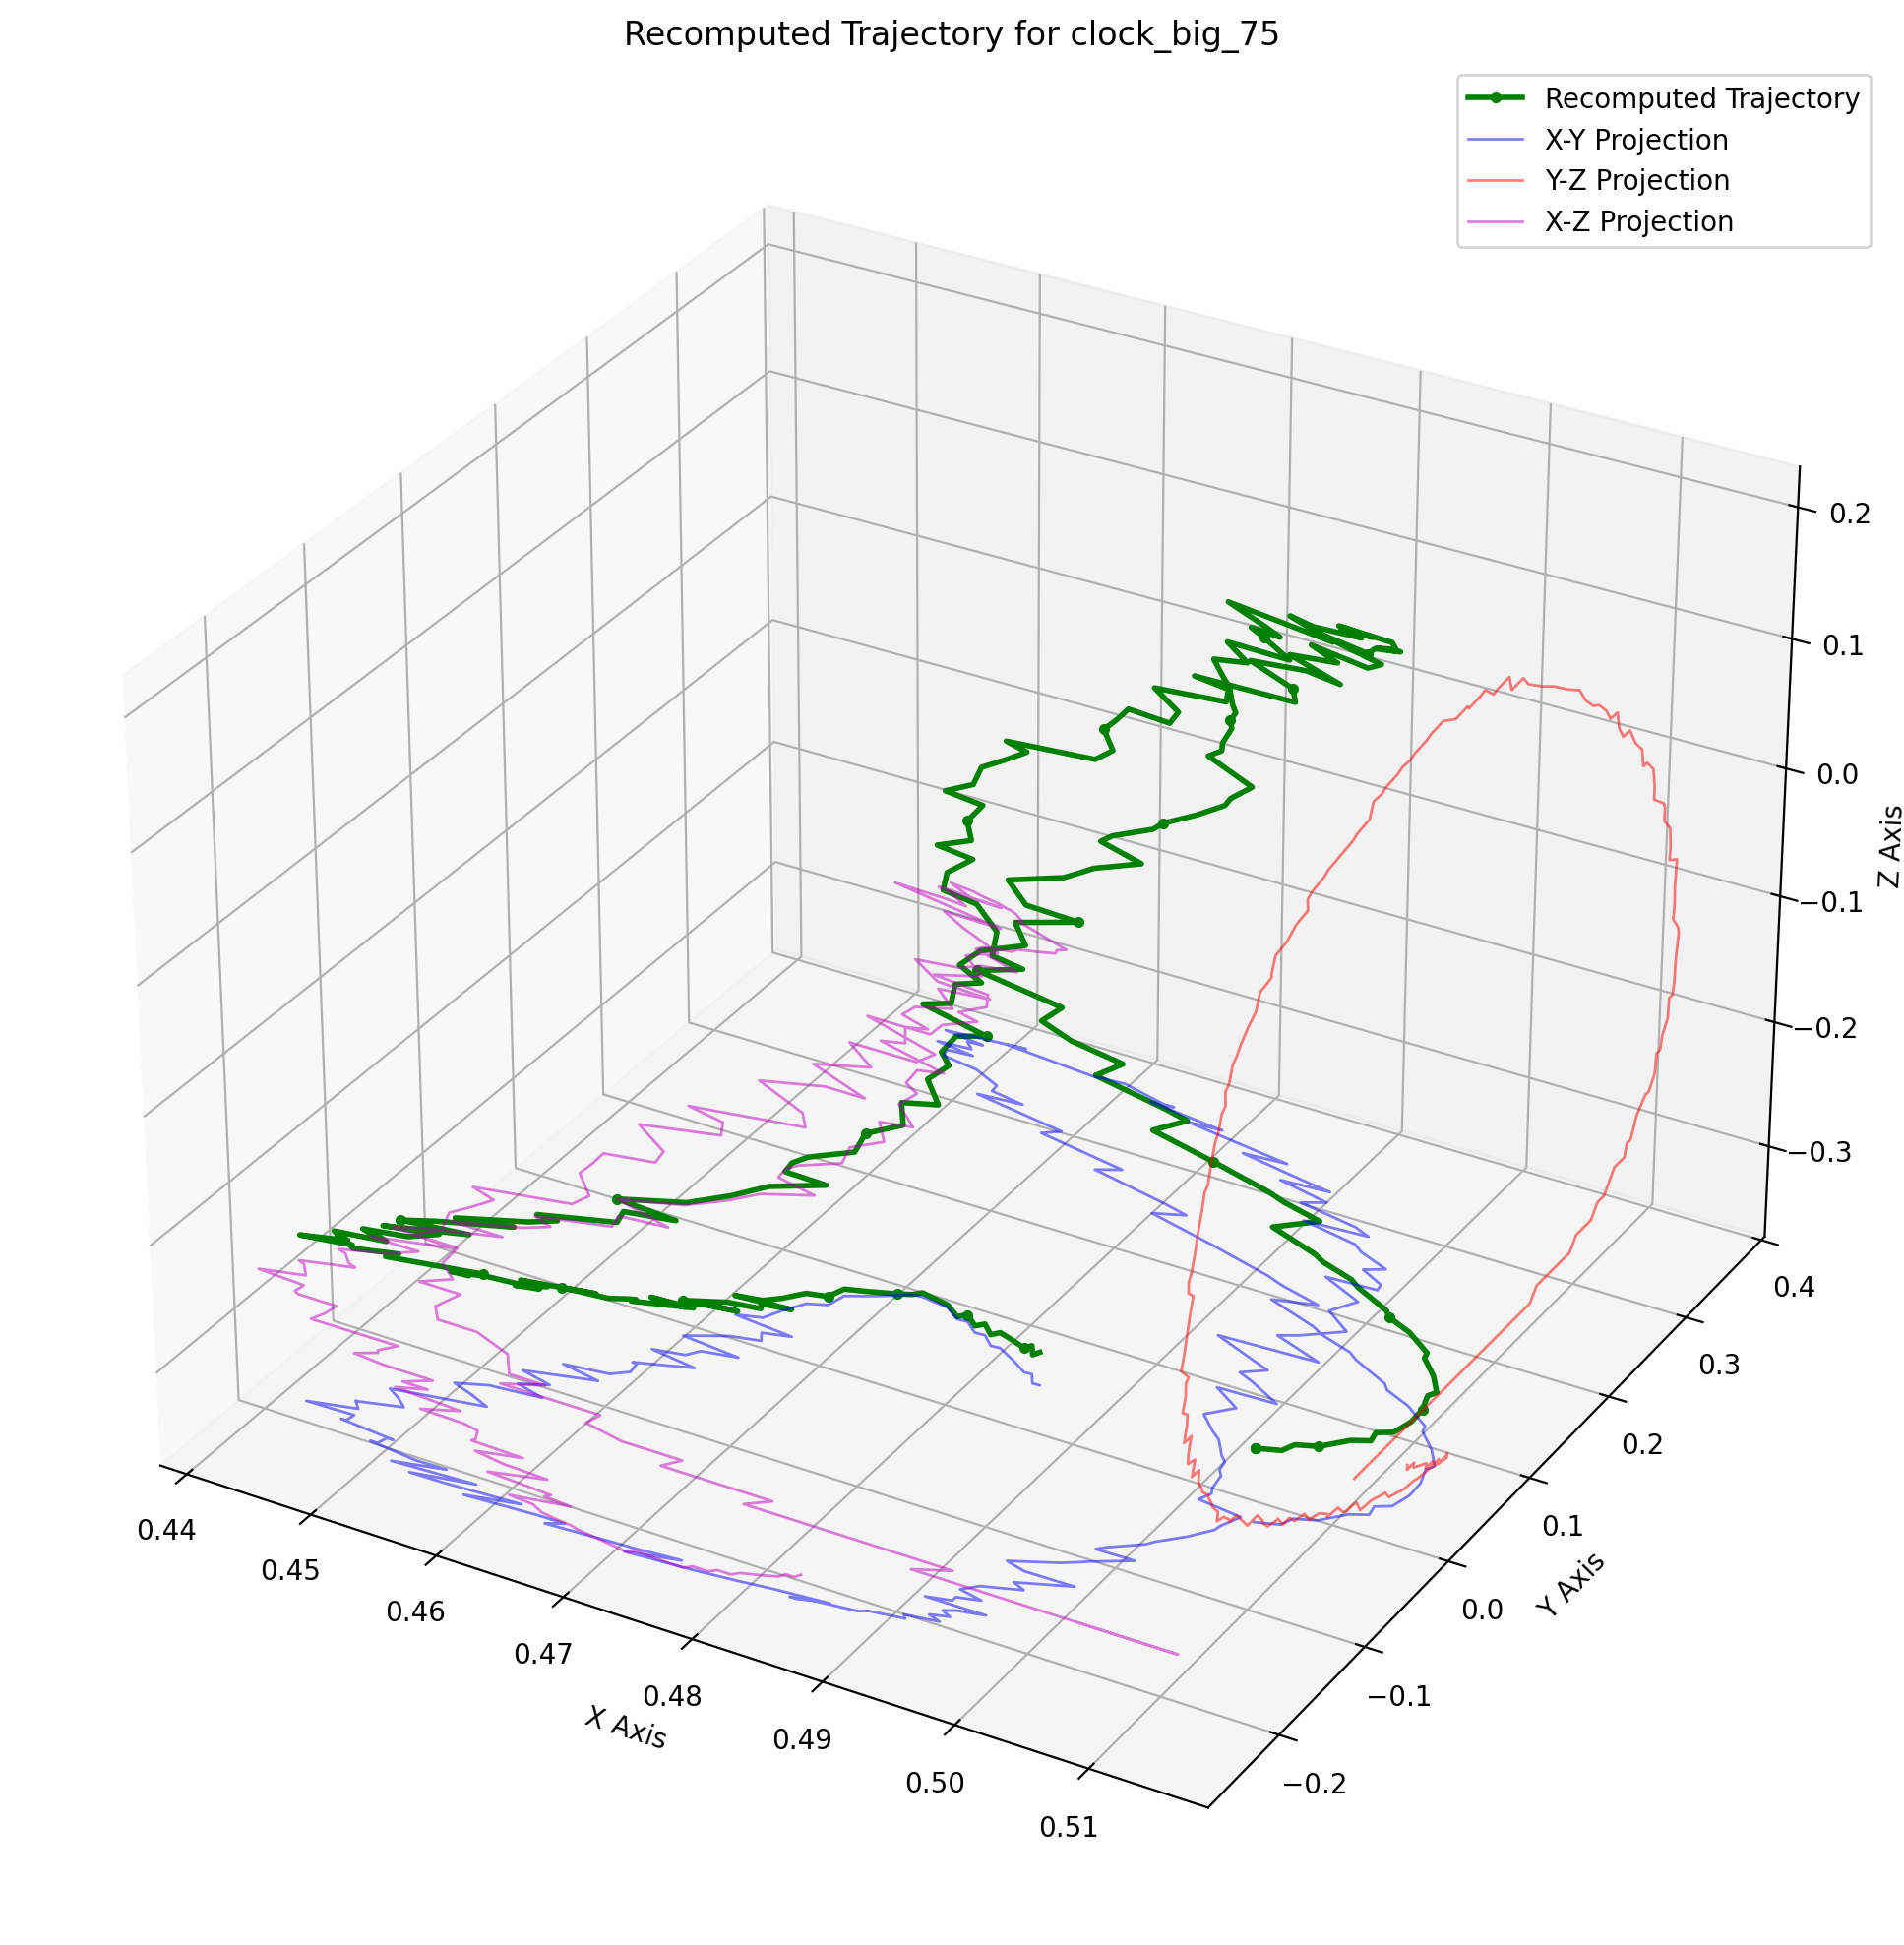 Recomputed Trajectory for clock_big_75
Recomputed Trajectory
X-Y Projection
Y-Z Projection
X-Z Projection
0.2
0.1
0.0
−0.1
−0.2
−0.3
Z Axis
0.4
0.3
0.2
0.1
0.0
−0.1
−0.2
Y Axis
0.44
0.45
0.46
0.47
0.48
0.49
0.50
0.51
X Axis